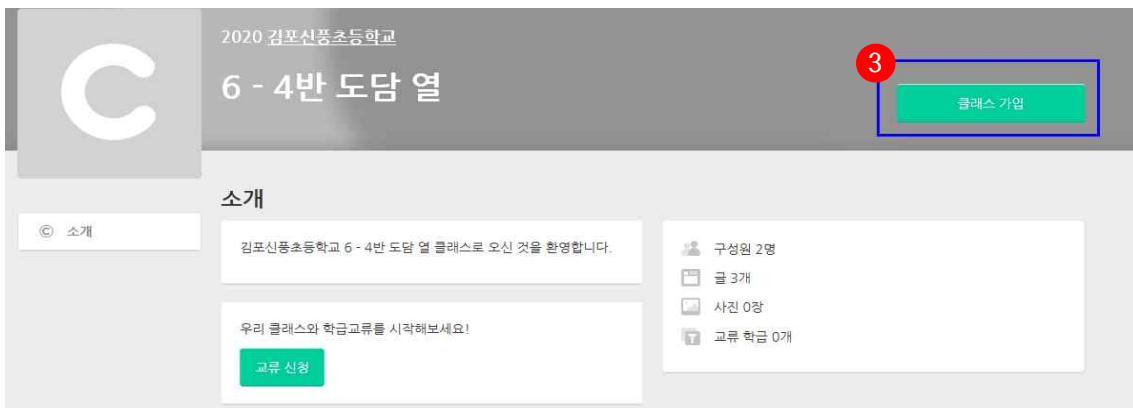 2020 김포신풍초등학교
6 - 4반 도담 열
3
클래스 가입
소개
© 소개
김포신풍초등학교 6 - 4반 도담 열 클래스로 오신 것을 환영합니다.
구성원 2명
글 3개
사진 0장
교류 학급 0개
우리 클래스와 학급교류를 시작해보세요!
교류 신청